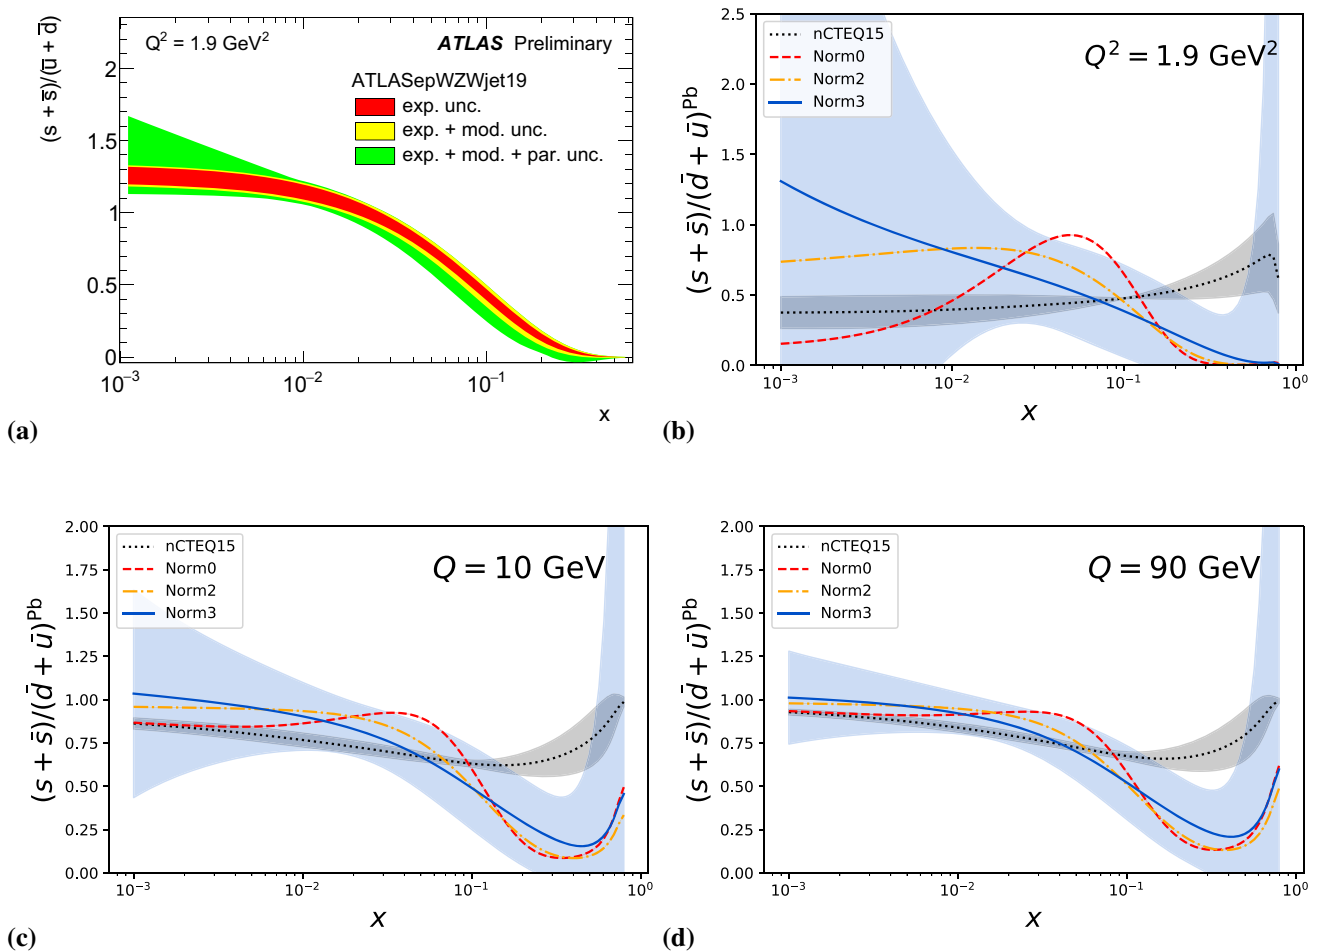 (s + s̅)/(u̅ + d̅)
Q² = 1.9 GeV²
ATLAS Preliminary
ATLASepWZWjet19
exp. unc.
exp. + mod. unc.
exp. + mod. + par. unc.
2
1.5
1
0.5
0
10⁻³
10⁻²
10⁻¹
x
(a)
(s + s̄)/(d̄ + ū)ᴾᵇ
nCTEQ15
Norm0
Norm2
Norm3
Q² = 1.9 GeV²
2.5
2.0
1.5
1.0
0.5
0.0
10⁻³
10⁻²
10⁻¹
10⁰
x
(b)
(s + s̄)/(d̄ + ū)ᴾᵇ
nCTEQ15
Norm0
Norm2
Norm3
Q = 10 GeV
2.00
1.75
1.50
1.25
1.00
0.75
0.50
0.25
0.00
10⁻³
10⁻²
10⁻¹
10⁰
x
(c)
(s + s̄)/(d̄ + ū)ᴾᵇ
nCTEQ15
Norm0
Norm2
Norm3
Q = 90 GeV
2.00
1.75
1.50
1.25
1.00
0.75
0.50
0.25
0.00
10⁻³
10⁻²
10⁻¹
10⁰
x
(d)